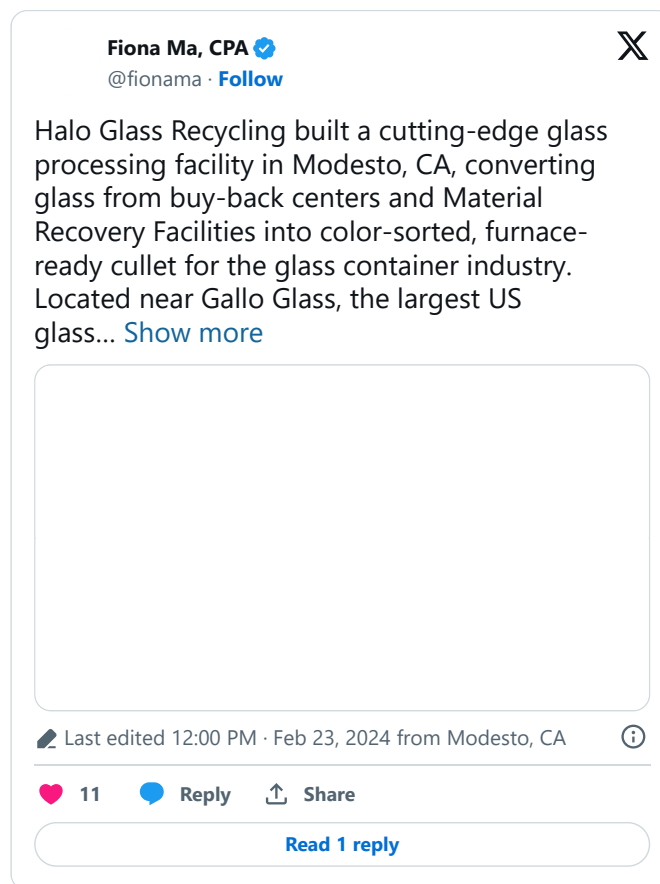 Fiona Ma, CPA
@fionama · Follow
Halo Glass Recycling built a cutting-edge glass
processing facility in Modesto, CA, converting
glass from buy-back centers and Material
Recovery Facilities into color-sorted, furnace-
ready cullet for the glass container industry.
Located near Gallo Glass, the largest US
glass... Show more
Last edited 12:00 PM · Feb 23, 2024 from Modesto, CA
11 Reply Share
Read 1 reply